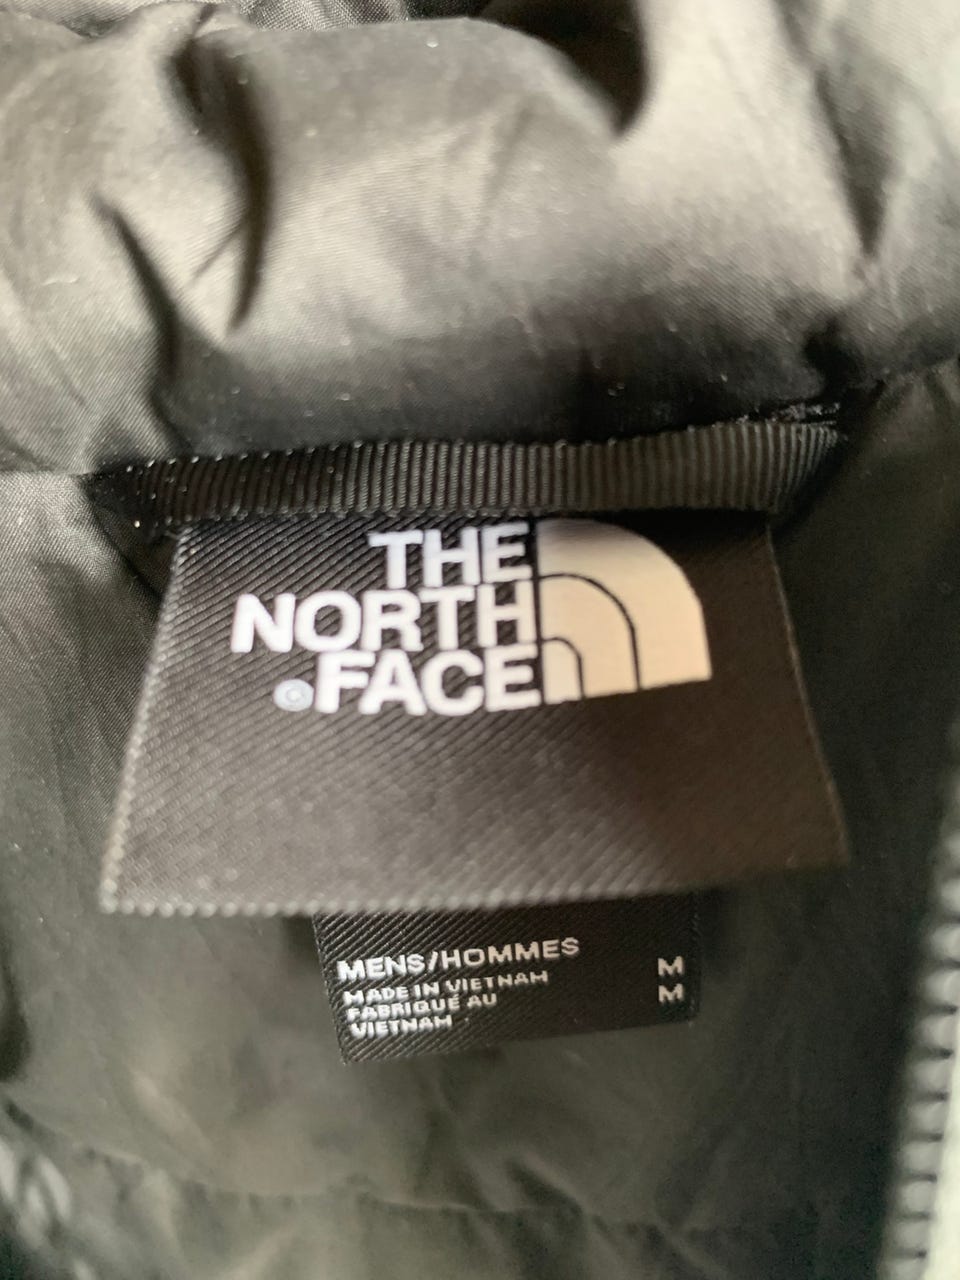 THE
NORTH
FACE
MENS/HOMMES M
MADE IN VIETNAM M
FABRIQUÉ AU
VIETNAM